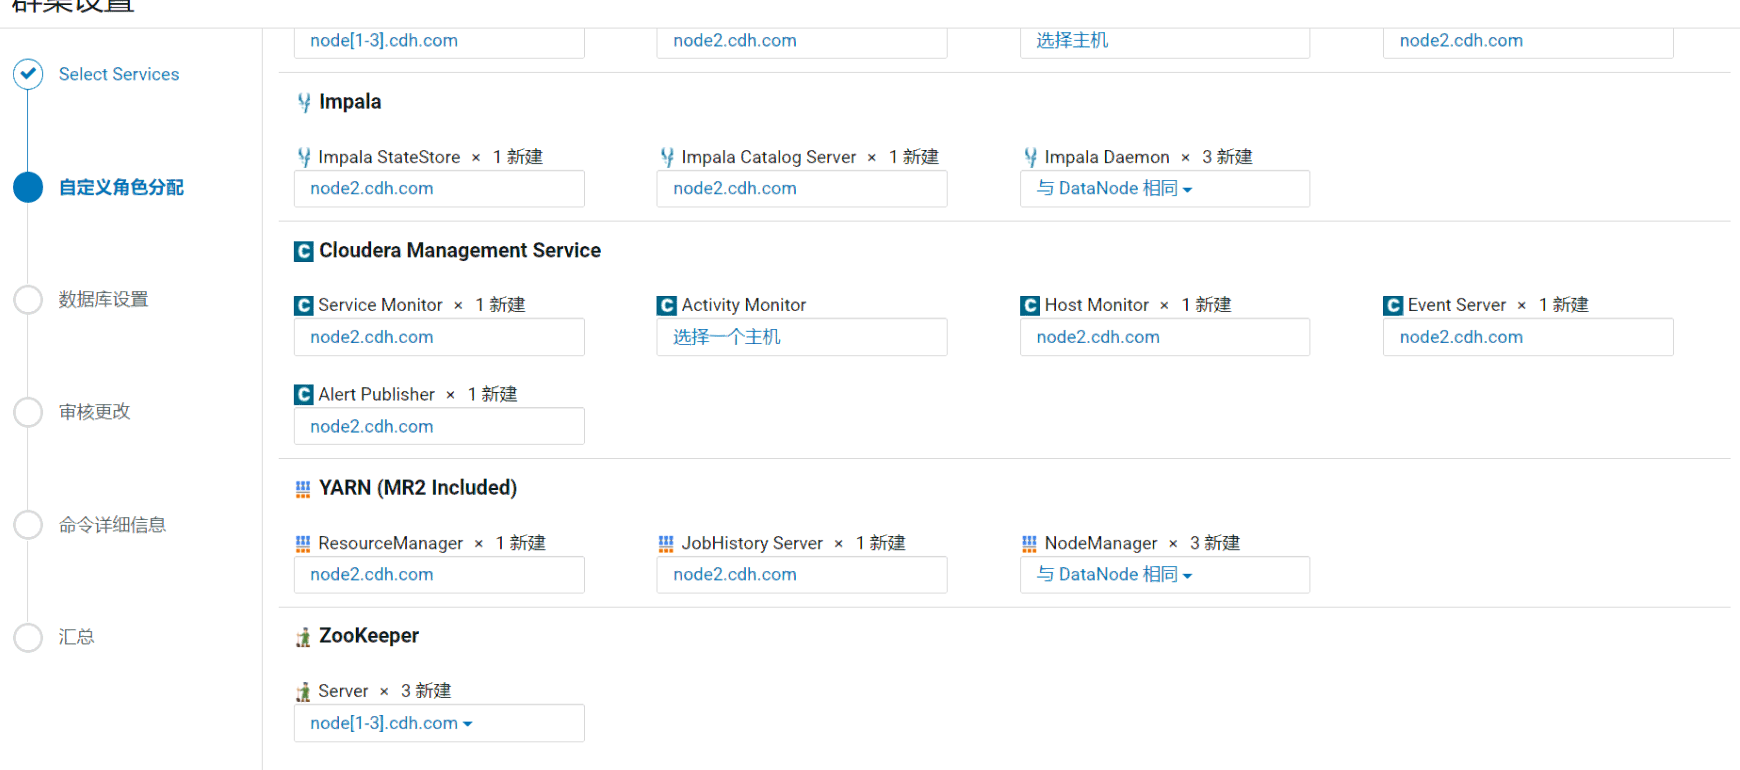 群集设置
Select Services
自定义角色分配
数据库设置
审核更改
命令详细信息
汇总
node[1-3].cdh.com
node2.cdh.com
选择主机
node2.cdh.com
Impala
Impala StateStore × 1 新建
Impala Catalog Server × 1 新建
Impala Daemon × 3 新建
node2.cdh.com
node2.cdh.com
与 DataNode 相同
Cloudera Management Service
Service Monitor × 1 新建
Activity Monitor
Host Monitor × 1 新建
Event Server × 1 新建
node2.cdh.com
选择一个主机
node2.cdh.com
node2.cdh.com
Alert Publisher × 1 新建
node2.cdh.com
YARN (MR2 Included)
ResourceManager × 1 新建
JobHistory Server × 1 新建
NodeManager × 3 新建
node2.cdh.com
node2.cdh.com
与 DataNode 相同
ZooKeeper
Server × 3 新建
node[1-3].cdh.com